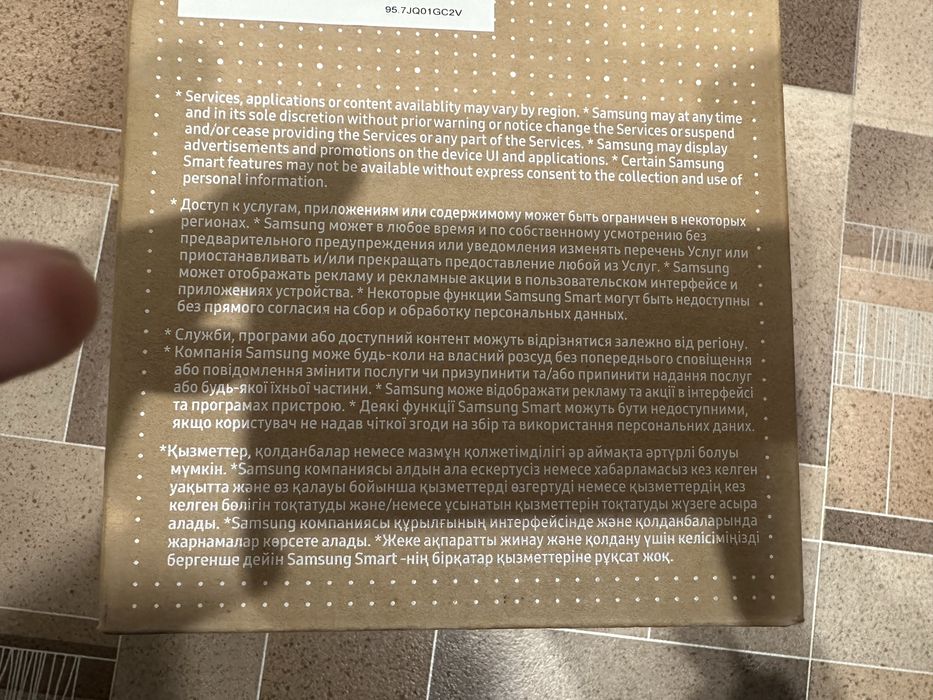 95.7JQ01GC2V
* Services, applications or content availablity may vary by region. * Samsung may at any time
and in its sole discretion without prior warning or notice change the Services or suspend
and/or cease providing the Services or any part of the Services. * Samsung may display
advertisements and promotions on the device UI and applications. * Certain Samsung
Smart features may not be available without express consent to the collection and use of
personal information.
* Доступ к услугам, приложениям или содержимому может быть ограничен в некоторых
регионах. * Samsung может в любое время и по собственному усмотрению без
предварительного предупреждения или уведомления изменять перечень Услуг или
приостанавливать и/или прекращать предоставление любой из Услуг. * Samsung
может отображать рекламу и рекламные акции в пользовательском интерфейсе и
приложениях устройства. * Некоторые функции Samsung Smart могут быть недоступны
без прямого согласия на сбор и обработку персональных данных.
* Служби, програми або доступний контент можуть відрізнятися залежно від регіону.
* Компанія Samsung може будь-коли на власний розсуд без попереднього сповіщення
або повідомлення змінити послуги чи призупинити та/або припинити надання послуг
або будь-якої їхньої частини. * Samsung може відображати рекламу та акції в інтерфейсі
та програмах пристрою. * Деякі функції Samsung Smart можуть бути недоступними,
якщо користувач не надав чіткої згоди на збір та використання персональних даних.
*Қызметтер, қолданбалар немесе мазмұн қолжетімділігі әр аймақта әртүрлі болуы
мүмкін. *Samsung компаниясы алдын ала ескертусіз немесе хабарламасыз кез келген
уақытта және өз қалауы бойынша қызметтерді өзгертуді немесе қызметтердің кез
келген бөлігін тоқтатуды және/немесе ұсынатын қызметтерін тоқтатуды жүзеге асыра
алады. *Samsung компаниясы құрылғының интерфейсінде және қолданбаларында
жарнамалар көрсете алады. *Жеке ақпаратты жинау және қолдану үшін келісіміңізді
бергенше дейін Samsung Smart -нің бірқатар қызметтеріне рұқсат жоқ.